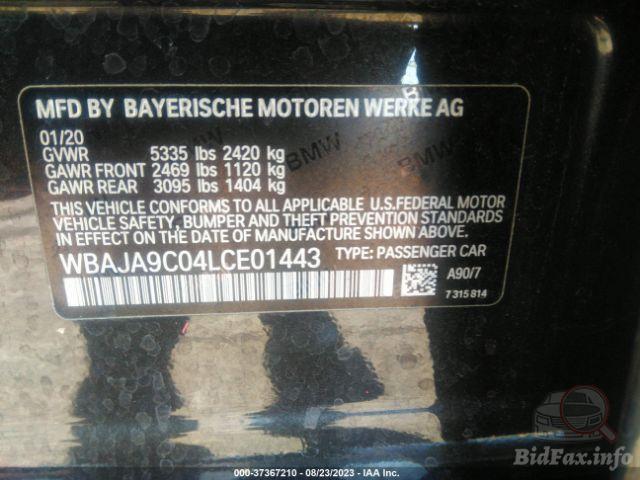 MFD BY BAYERISCHE MOTOREN WERKE AG
01/20
GVWR 5335 lbs 2420 kg
GAWR FRONT 2469 lbs 1120 kg
GAWR REAR 3095 lbs 1404 kg
BMW
BMW
THIS VEHICLE CONFORMS TO ALL APPLICABLE U.S.FEDERAL MOTOR
VEHICLE SAFETY, BUMPER AND THEFT PREVENTION STANDARDS
IN EFFECT ON THE DATE OF MANUFACTURE SHOWN ABOVE.
WBAJA9C04LCE01443 TYPE: PASSENGER CAR
A90/7
7315814
000-37367210 - 08/23/2023 - IAA Inc.
BidFax.info